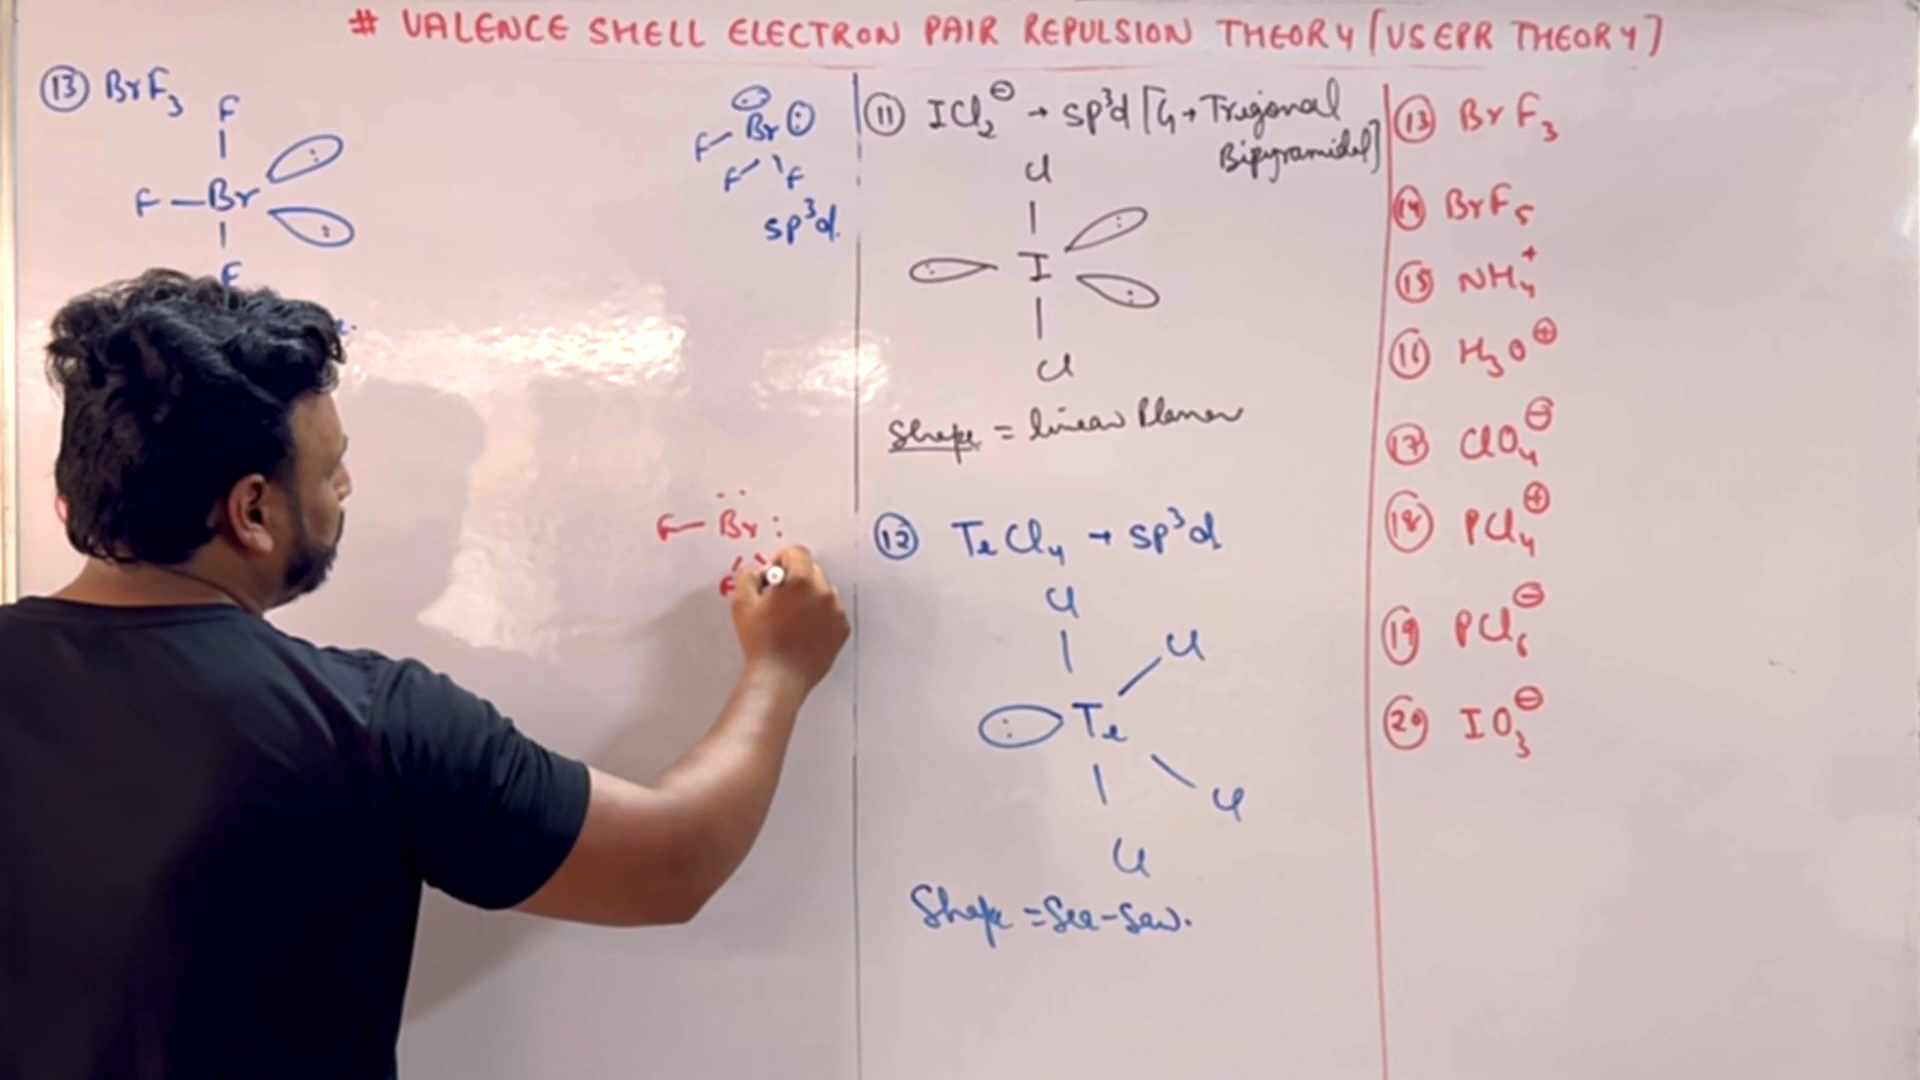 # VALENCE SHELL ELECTRON PAIR REPULSION THEORY [VSEPR THEORY]
13 BrF3
F
F – Br
F
Br
F
F F
sp3d.
F – Br :
F
11 ICl2⊖ → sp3d [G → Trigonal
Bipyramidal]
Cl
I
Cl
Shape = linear Planar
12 TeCl4 → sp3d
Cl
Cl
Te
Cl
Cl
Shape = See-Saw.
13 BrF3
14 BrF5
15 NH4+
16 H3O⊕
17 ClO4⊖
18 PCl4⊕
19 PCl6⊖
20 IO3⊖